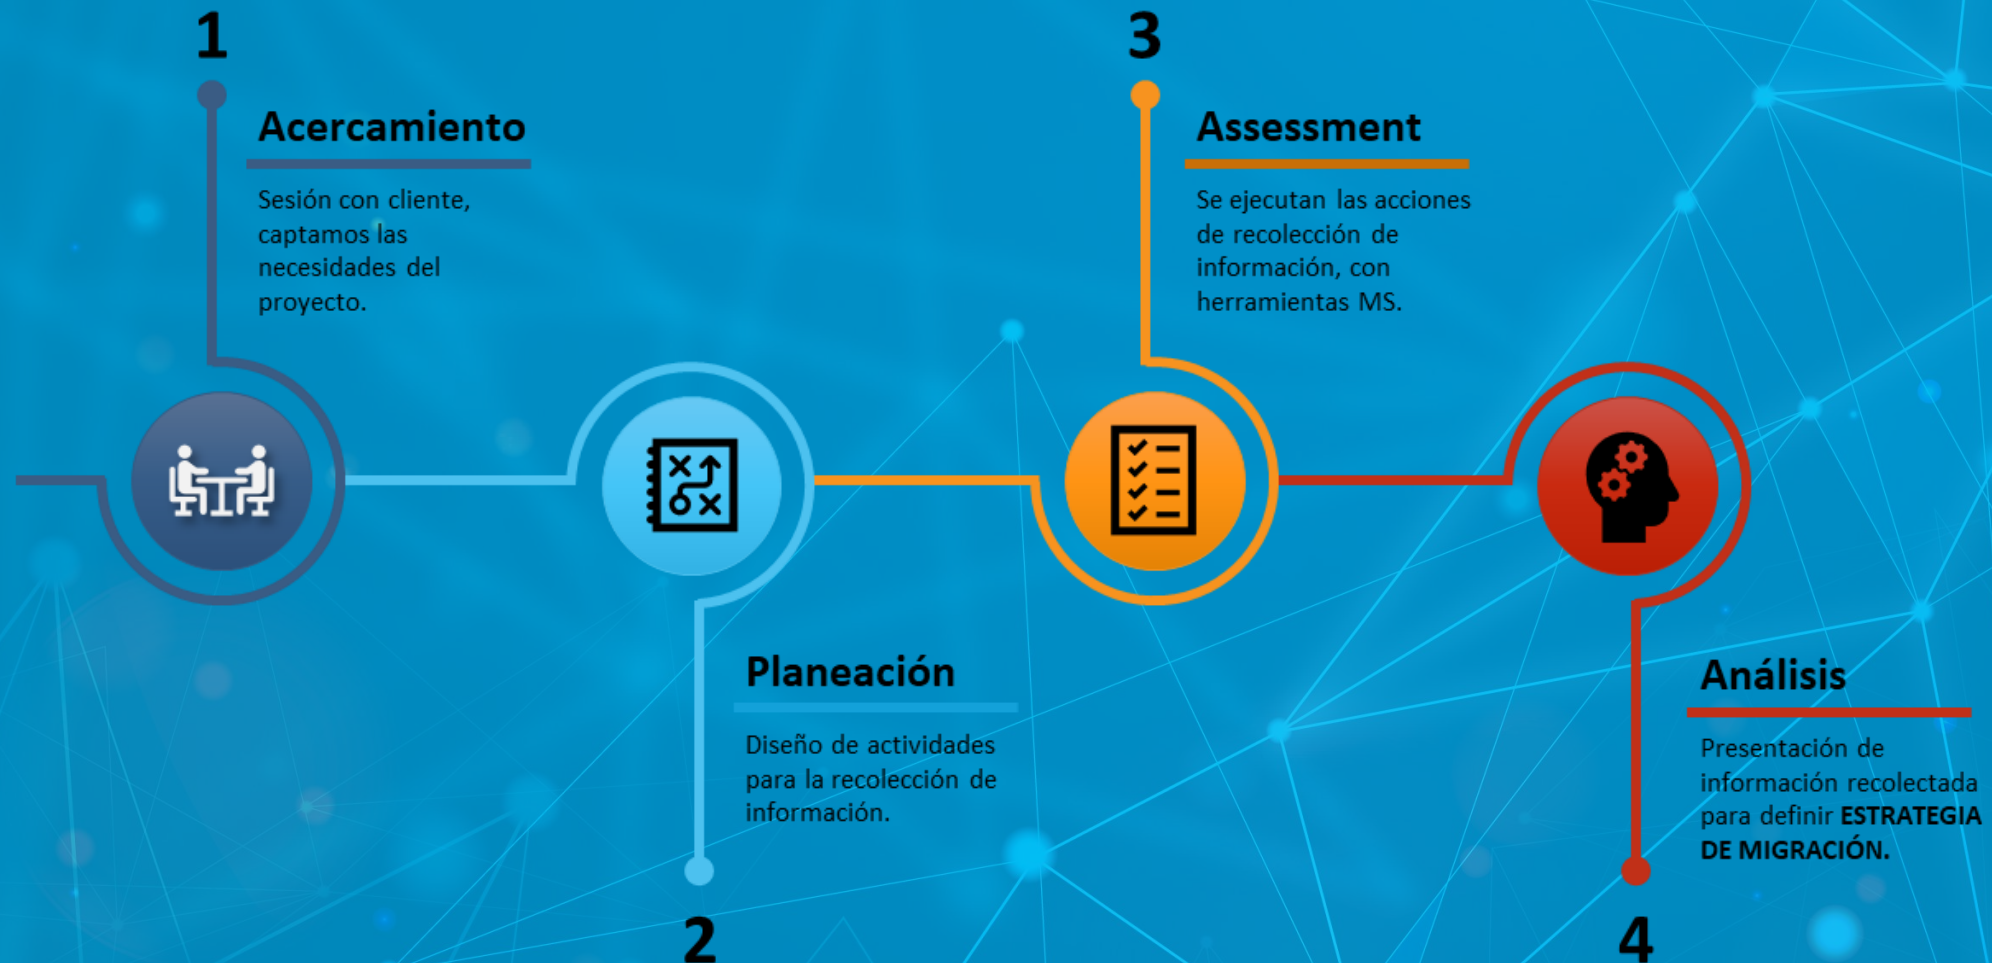 1
Acercamiento
Sesión con cliente,
captamos las
necesidades del
proyecto.
2
Planeación
Diseño de actividades
para la recolección de
información.
3
Assessment
Se ejecutan las acciones
de recolección de
información, con
herramientas MS.
4
Análisis
Presentación de
información recolectada
para definir ESTRATEGIA
DE MIGRACIÓN.